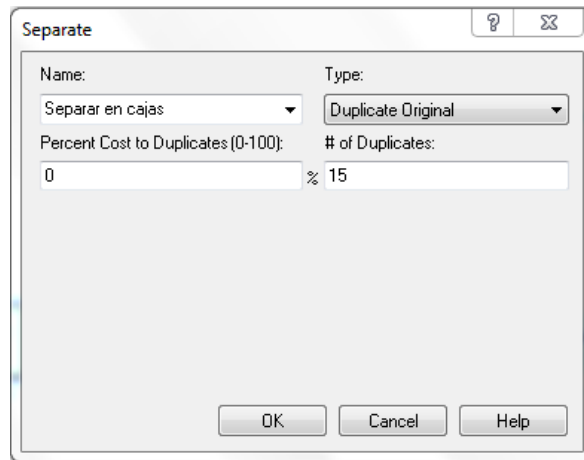 Separate
Name: Type:
Separar en cajas Duplicate Original
Percent Cost to Duplicates (0-100): # of Duplicates:
0 % 15
OK Cancel Help